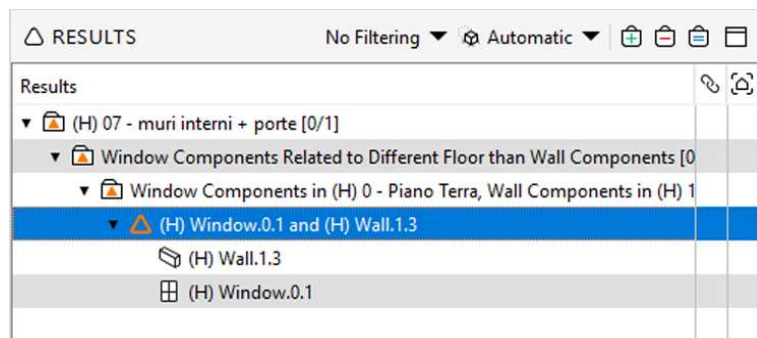 RESULTS No Filtering Automatic
Results
(H) 07 - muri interni + porte [0/1]
Window Components Related to Different Floor than Wall Components [0
Window Components in (H) 0 - Piano Terra, Wall Components in (H) 1
(H) Window.0.1 and (H) Wall.1.3
(H) Wall.1.3
(H) Window.0.1